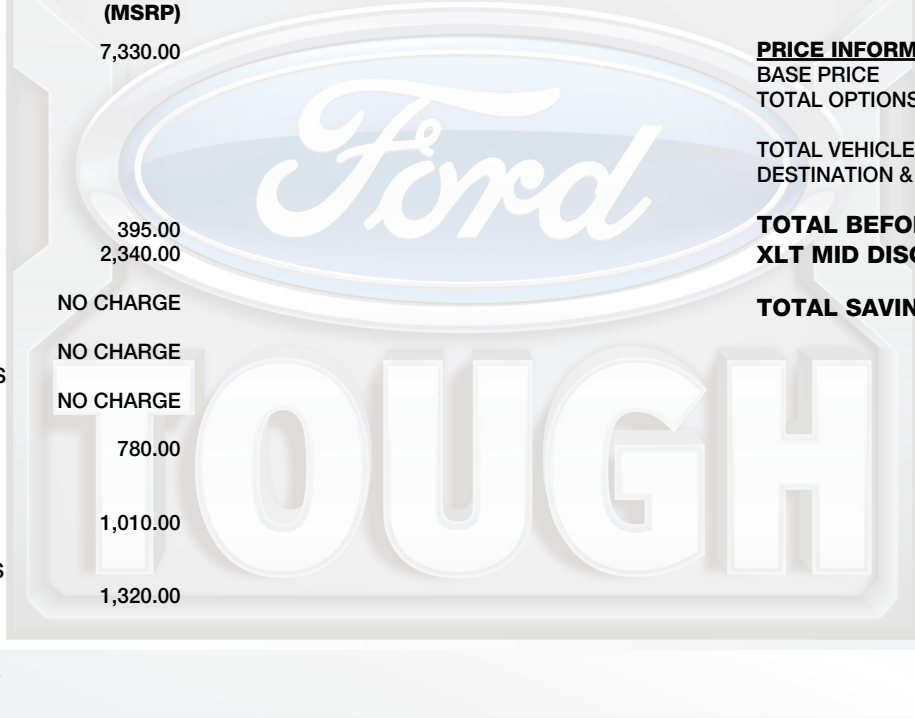 (MSRP)
7,330.00
395.00
2,340.00
NO CHARGE
NO CHARGE
S
NO CHARGE
780.00
1,010.00
S
1,320.00
PRICE INFORM
BASE PRICE
TOTAL OPTIONS
TOTAL VEHICLE
DESTINATION &
TOTAL BEFO
XLT MID DISC
TOTAL SAVIN
Ford
TOUGH